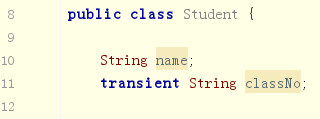 8 public class Student {
9
10 String name;
11 transient String classNo;
12